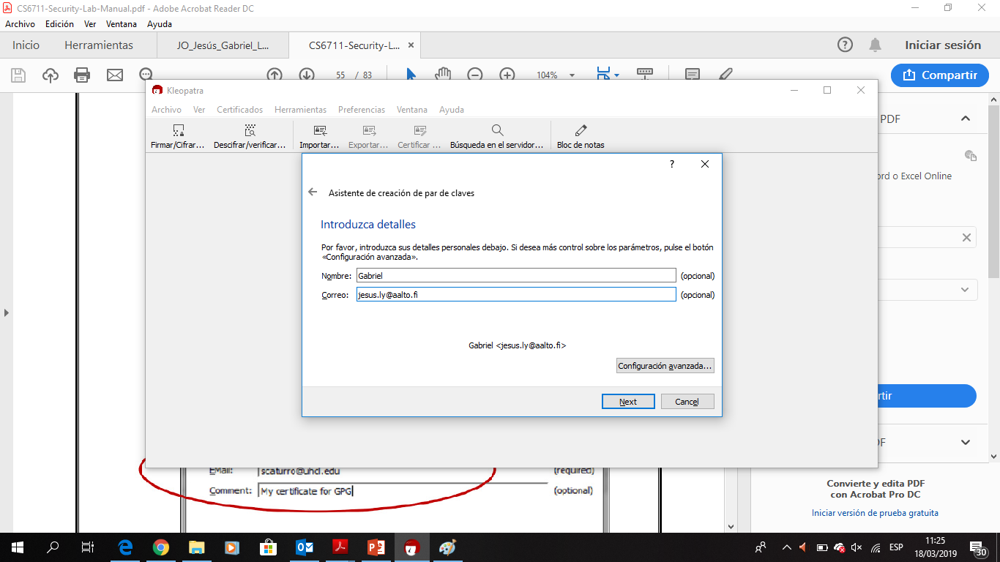 CS6711-Security-Lab-Manual.pdf - Adobe Acrobat Reader DC
Archivo Edición Ver Ventana Ayuda
Inicio Herramientas JO_Jesús_Gabriel_L... CS6711-Security-L... Iniciar sesión
55 / 83 104% Compartir
Kleopatra
Archivo Ver Certificados Herramientas Preferencias Ventana Ayuda
Firmar/Cifrar... Descifrar/verificar... Importar... Exportar... Certificar ... Búsqueda en el servidor... Bloc de notas
PDF
ord o Excel Online
?
Asistente de creación de par de claves
Introduzca detalles
Por favor, introduzca sus detalles personales debajo. Si desea más control sobre los parámetros, pulse el botón
«Configuración avanzada».
Nombre: Gabriel (opcional)
Correo: jesus.ly@aalto.fi (opcional)
Gabriel <jesus.ly@aalto.fi>
Configuración avanzada...
Next Cancel
rtir
DF
EMail: scaturro@uhcl.edu (required)
Comment: My certificate for GPG (optional)
Convierte y edita PDF
con Acrobat Pro DC
Iniciar versión de prueba gratuita
ESP
11:25
18/03/2019
30